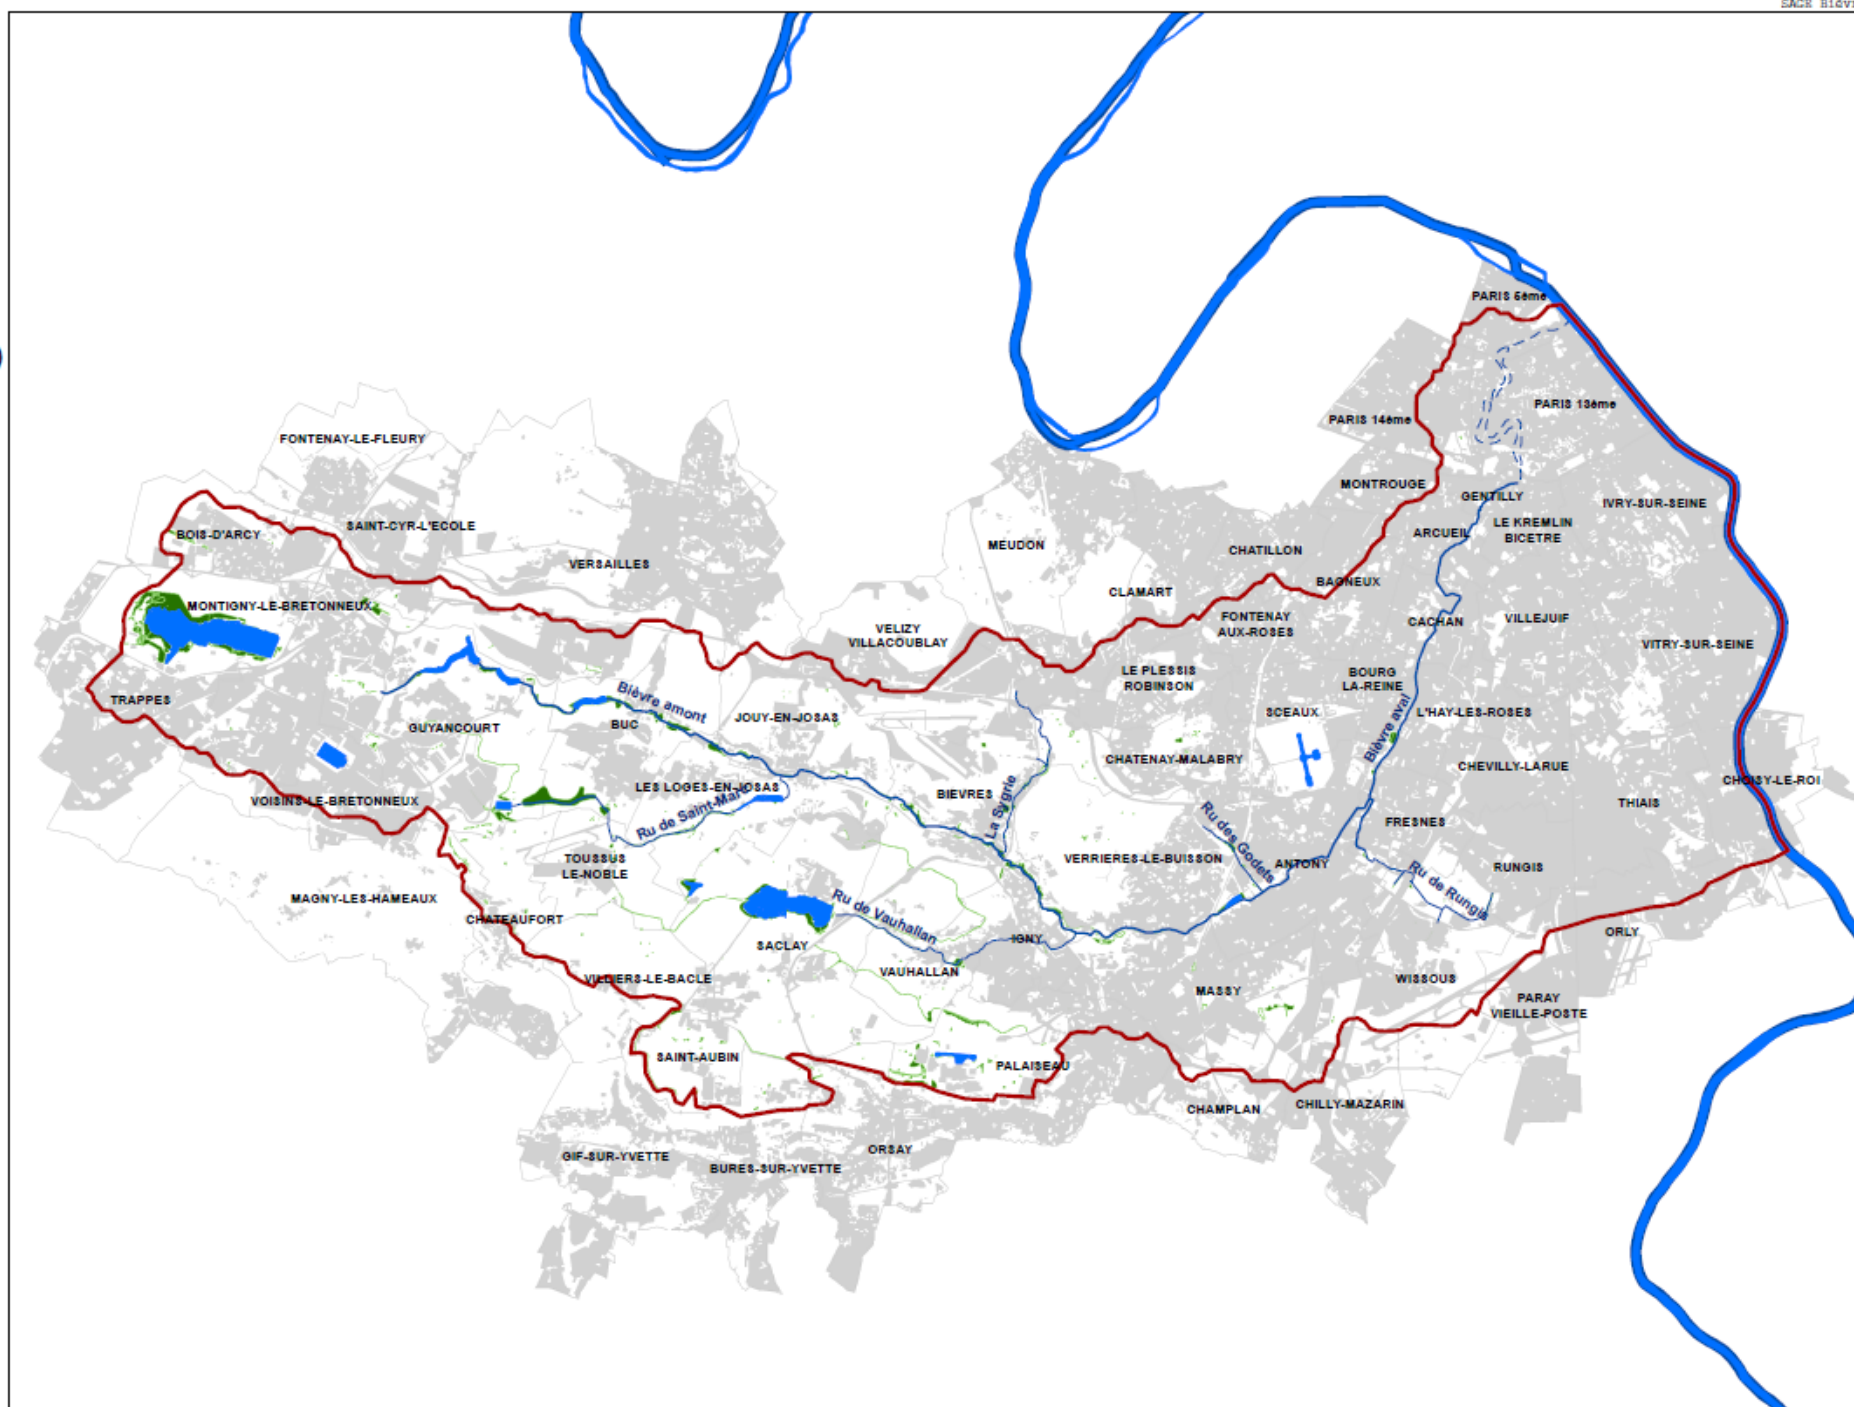 SAGE Bièv
PARIS 5ème
PARIS 13ème
PARIS 14ème
FONTENAY-LE-FLEURY
MONTROUGE
GENTILLY
IVRY-SUR-SEINE
BOIS-D'ARCY
SAINT-CYR-L'ECOLE
ARCUEIL
LE KREMLIN
BICETRE
MEUDON
CHATILLON
VERSAILLES
BAGNEUX
CLAMART
MONTIGNY-LE-BRETONNEUX
FONTENAY
AUX-ROSES
CACHAN
VILLEJUIF
VELIZY
VILLACOUBLAY
VITRY-SUR-SEINE
LE PLESSIS
ROBINSON
BOURG
LA-REINE
TRAPPES
Bièvre amont
SCEAUX
L'HAY-LES-ROSES
JOUY-EN-JOSAS
BUC
GUYANCOURT
Bièvre aval
CHATENAY-MALABRY
CHEVILLY-LARUE
CHOISY-LE-ROI
LES LOGES-EN-JOSAS
BIEVRES
La Sygrie
VOISINS-LE-BRETONNEUX
THIAIS
Ru de Saint-Marc
Ru des Godets
FRESNES
TOUSSUS
LE-NOBLE
VERRIERES-LE-BUISSON
ANTONY
RUNGIS
Ru de Rungis
MAGNY-LES-HAMEAUX
CHATEAUFORT
Ru de Vauhallan
ORLY
SACLAY
IGNY
VAUHALLAN
VILLIERS-LE-BACLE
WISSOUS
MASSY
PARAY
VIEILLE-POSTE
SAINT-AUBIN
PALAISEAU
CHAMPLAN
CHILLY-MAZARIN
ORSAY
GIF-SUR-YVETTE
BURES-SUR-YVETTE